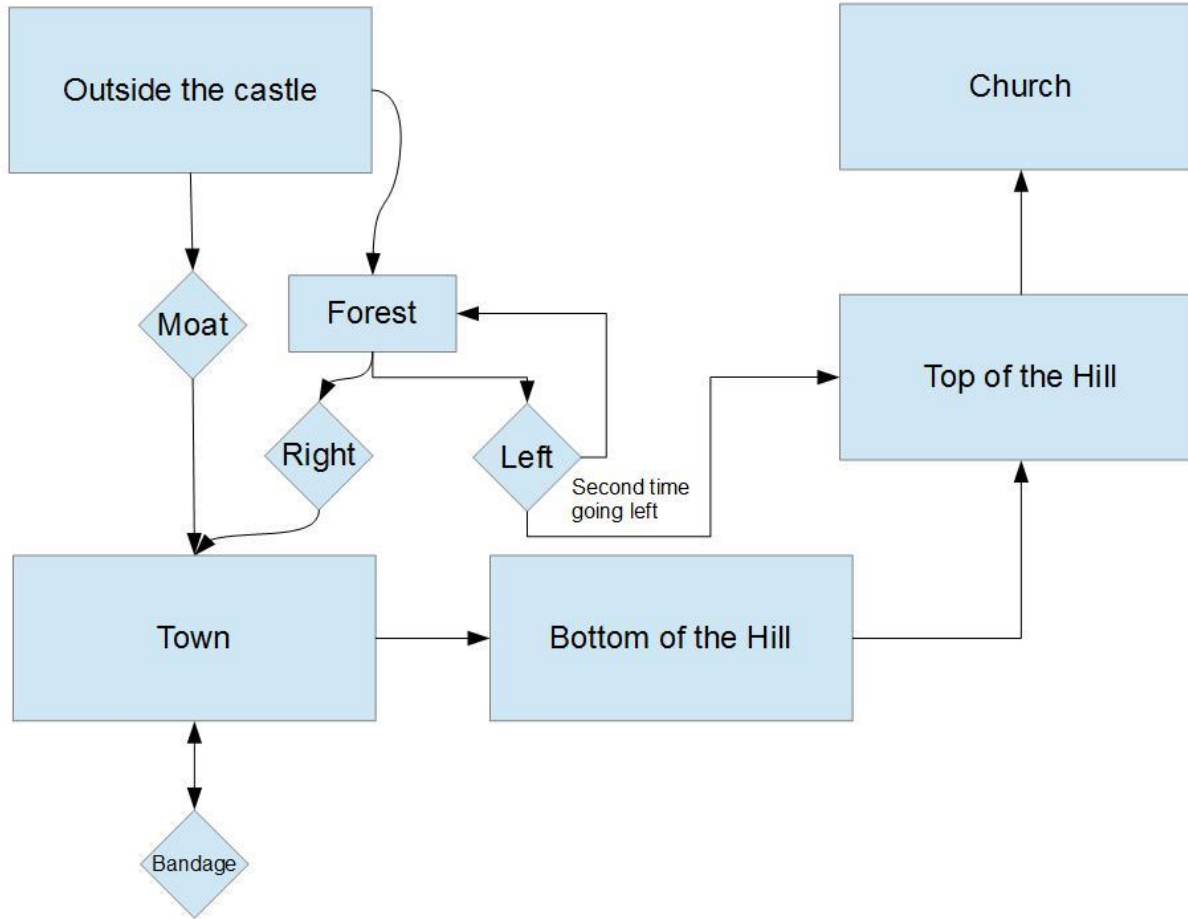 Outside the castle
Church
Moat
Forest
Top of the Hill
Right
Left
Second time
going left
Town
Bottom of the Hill
Bandage